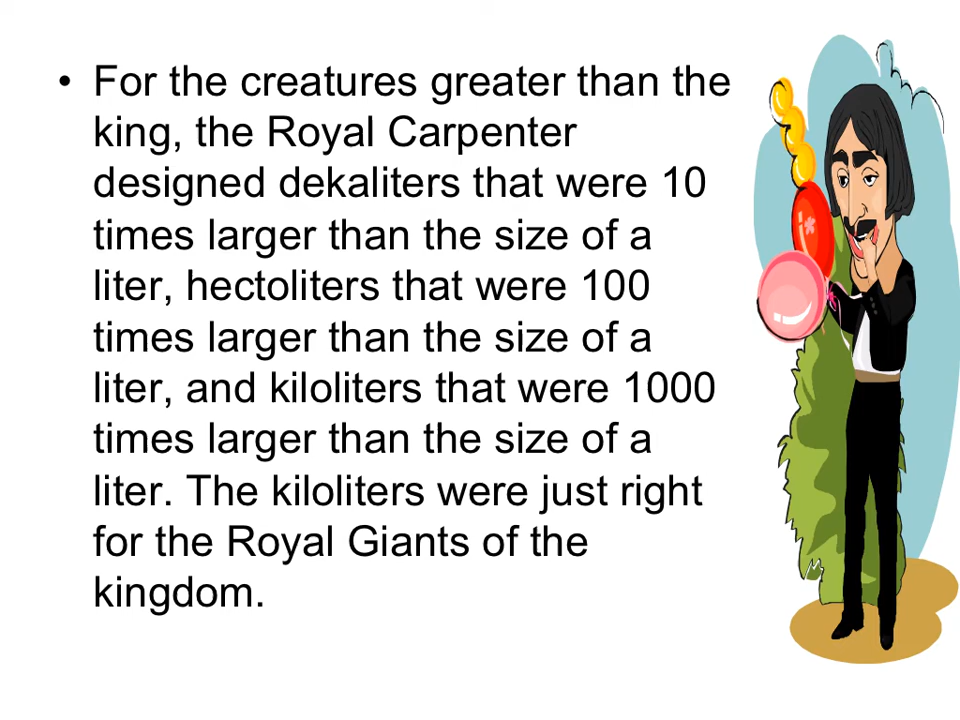 • For the creatures greater than the
king, the Royal Carpenter
designed dekaliters that were 10
times larger than the size of a
liter, hectoliters that were 100
times larger than the size of a
liter, and kiloliters that were 1000
times larger than the size of a
liter. The kiloliters were just right
for the Royal Giants of the
kingdom.